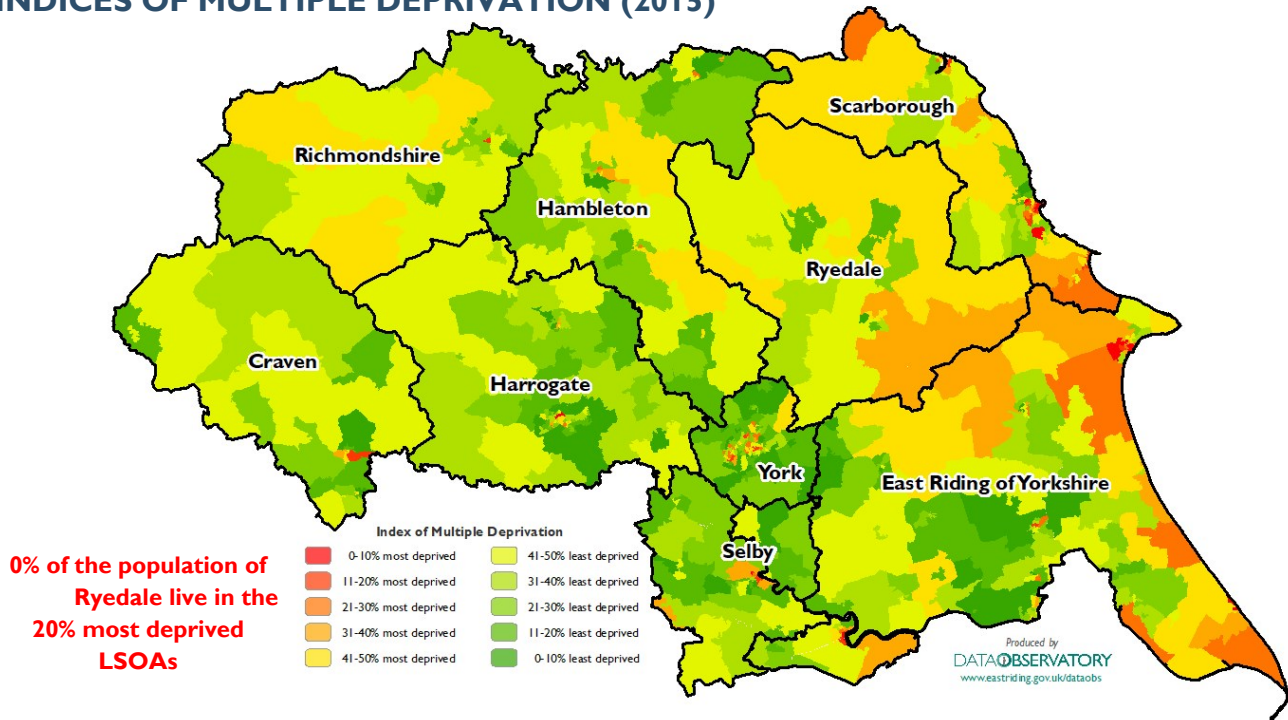 INDICES OF MULTIPLE DEPRIVATION (2015)
Scarborough
Richmondshire
Hambleton
Ryedale
Craven
Harrogate
York
East Riding of Yorkshire
Selby
Index of Multiple Deprivation
0-10% most deprived
11-20% most deprived
21-30% most deprived
31-40% most deprived
41-50% most deprived
41-50% least deprived
31-40% least deprived
21-30% least deprived
11-20% least deprived
0-10% least deprived
0% of the population of
Ryedale live in the
20% most deprived
LSOAs
Produced by
DATAOBSERVATORY
www.eastriding.gov.uk/dataobs